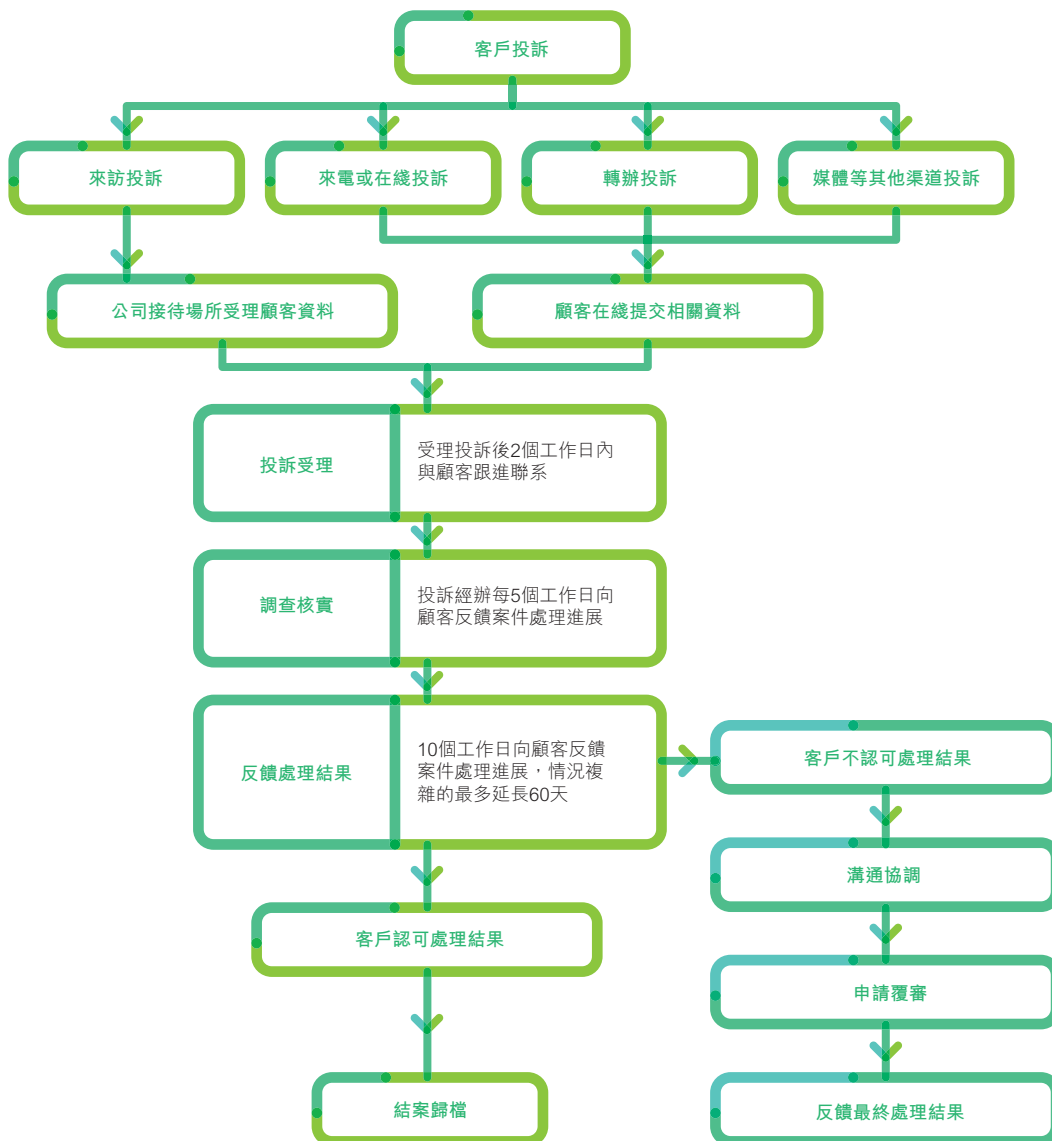 客戶投訴
來訪投訴
來電或在綫投訴
轉辦投訴
媒體等其他渠道投訴
公司接待場所受理顧客資料
顧客在綫提交相關資料
投訴受理
受理投訴後2個工作日內
與顧客跟進聯系
調查核實
投訴經辦每5個工作日向
顧客反饋案件處理進展
反饋處理結果
10個工作日向顧客反饋
案件處理進展，情況複
雜的最多延長60天
客戶不認可處理結果
溝通協調
客戶認可處理結果
申請覆審
結案歸檔
反饋最終處理結果